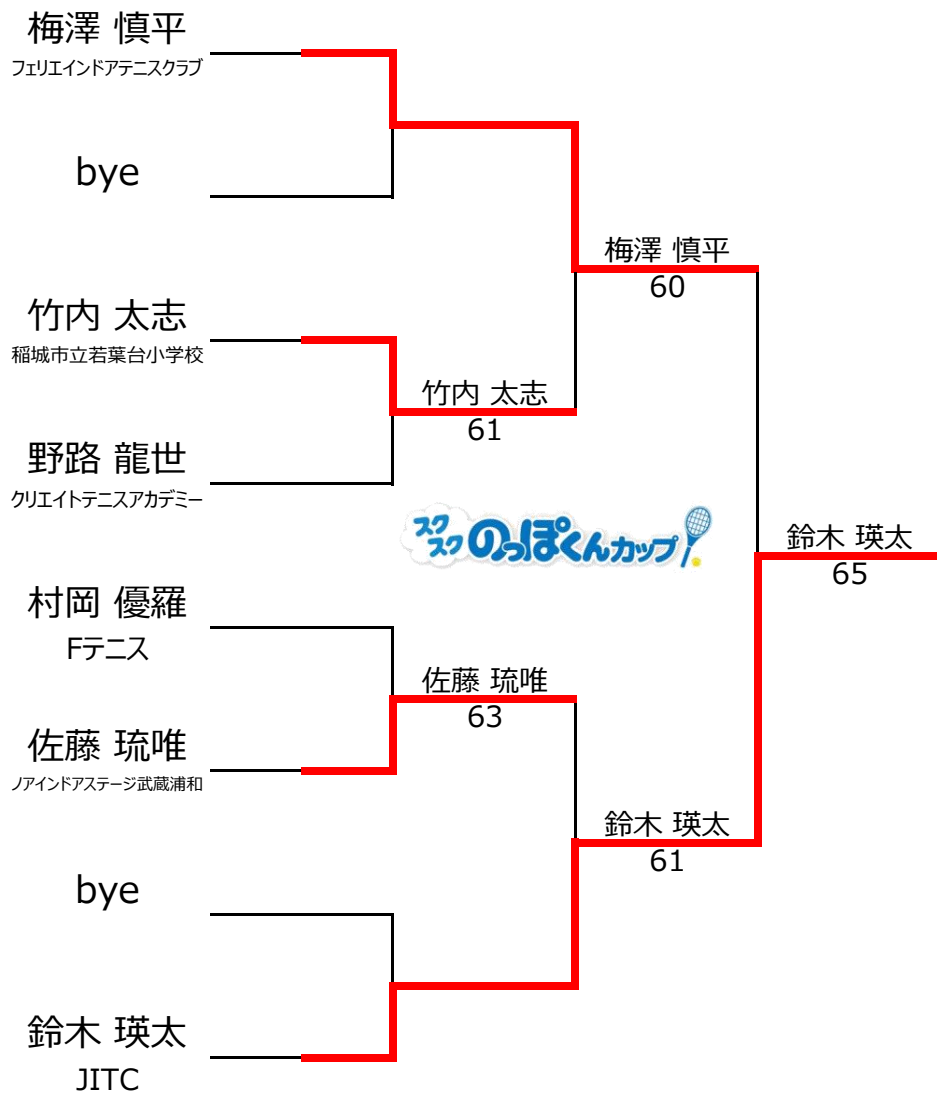 梅澤 慎平
フェリエインドアテニスクラブ
bye
梅澤 慎平
60
竹内 太志
稲城市立若葉台小学校
竹内 太志
61
野路 龍世
クリエイトテニスアカデミー
スクスク のっぽくんカップ
鈴木 瑛太
65
村岡 優羅
Fテニス
佐藤 琉唯
63
佐藤 琉唯
ノアインドアステージ武蔵浦和
鈴木 瑛太
61
bye
鈴木 瑛太
JITC